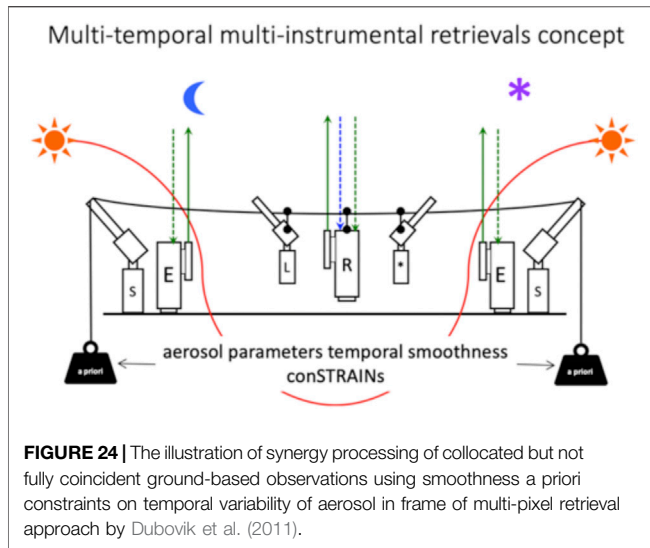 Multi-temporal multi-instrumental retrievals concept
*
S
E
L
R
*
E
S
aerosol parameters temporal smoothness
conSTRAINs
a priori
a priori
FIGURE 24 | The illustration of synergy processing of collocated but not
fully coincident ground-based observations using smoothness a priori
constraints on temporal variability of aerosol in frame of multi-pixel retrieval
approach by Dubovik et al. (2011).